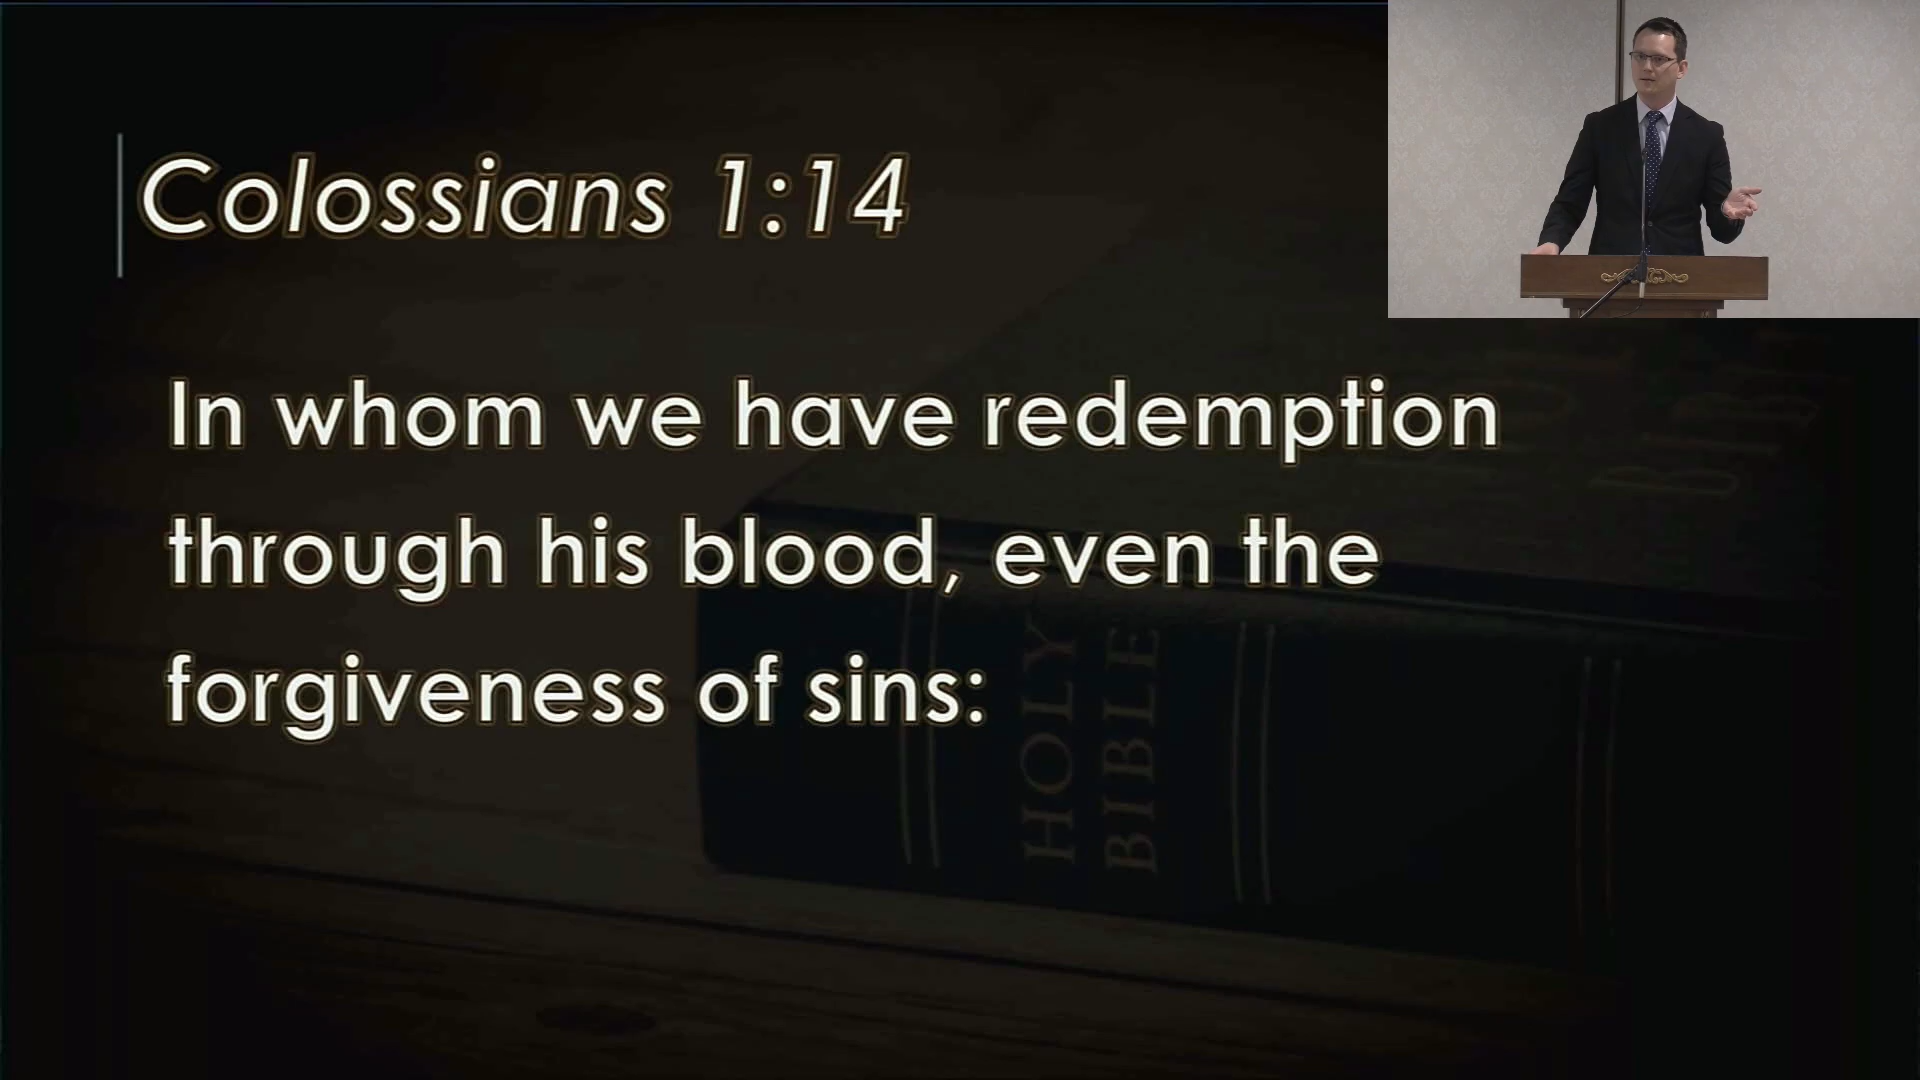 Colossians 1:14
In whom we have redemption
through his blood, even the
forgiveness of sins:
HOLY
BIBLE